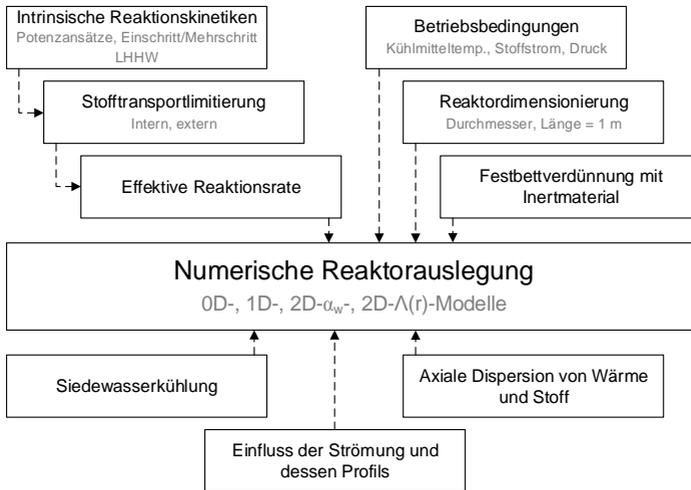 Intrinsische Reaktionskinetiken
Potenzansätze, Einschritt/Mehrschritt
LHHW
Stofftransportlimitierung
Intern, extern
Effektive Reaktionsrate
Betriebsbedingungen
Kühlmitteltemp., Stoffstrom, Druck
Reaktordimensionierung
Durchmesser, Länge = 1 m
Festbettverdünnung mit
Inertmaterial
Numerische Reaktorauslegung
0D-, 1D-, 2D-αw-, 2D-Λ(r)-Modelle
Siedewasserkühlung
Axiale Dispersion von Wärme
und Stoff
Einfluss der Strömung und
dessen Profils